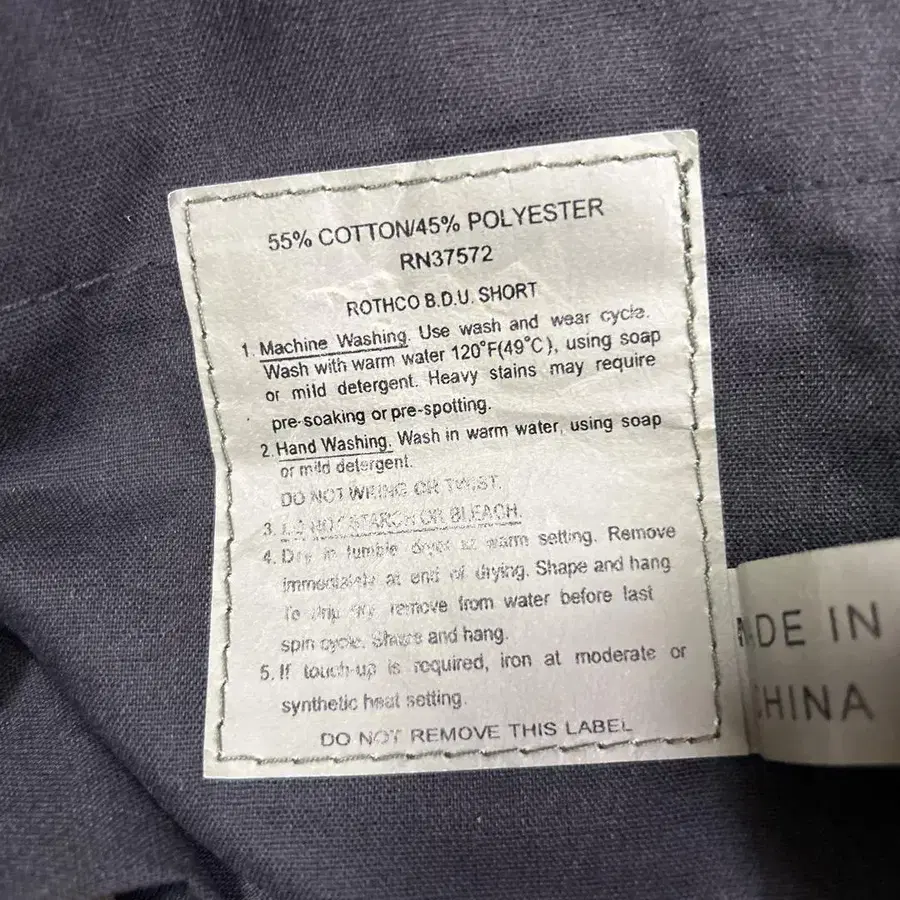 55% COTTON/45% POLYESTER
RN37572
ROTHCO B.D.U. SHORT
1. Machine Washing. Use wash and wear cycle.
Wash with warm water 120°F(49°C), using soap
or mild detergent. Heavy stains may require
pre-soaking or pre-spotting.
2. Hand Washing. Wash in warm water, using soap
or mild detergent.
DO NOT WRING OR TWIST.
3. DO NOT STARCH OR BLEACH.
4. Dry in tumble dryer at warm setting. Remove
immediately at end of drying. Shape and hang
To drip dry remove from water before last
spin cycle. Shape and hang.
5. If touch-up is required, iron at moderate or
synthetic heat setting.
DO NOT REMOVE THIS LABEL
MADE IN
CHINA